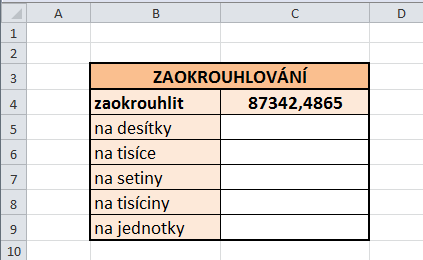 A B C D
1
2
3 ZAOKROUHLOVÁNÍ
4 zaokrouhlit 87342,4865
5 na desítky
6 na tisíce
7 na setiny
8 na tisíciny
9 na jednotky
10